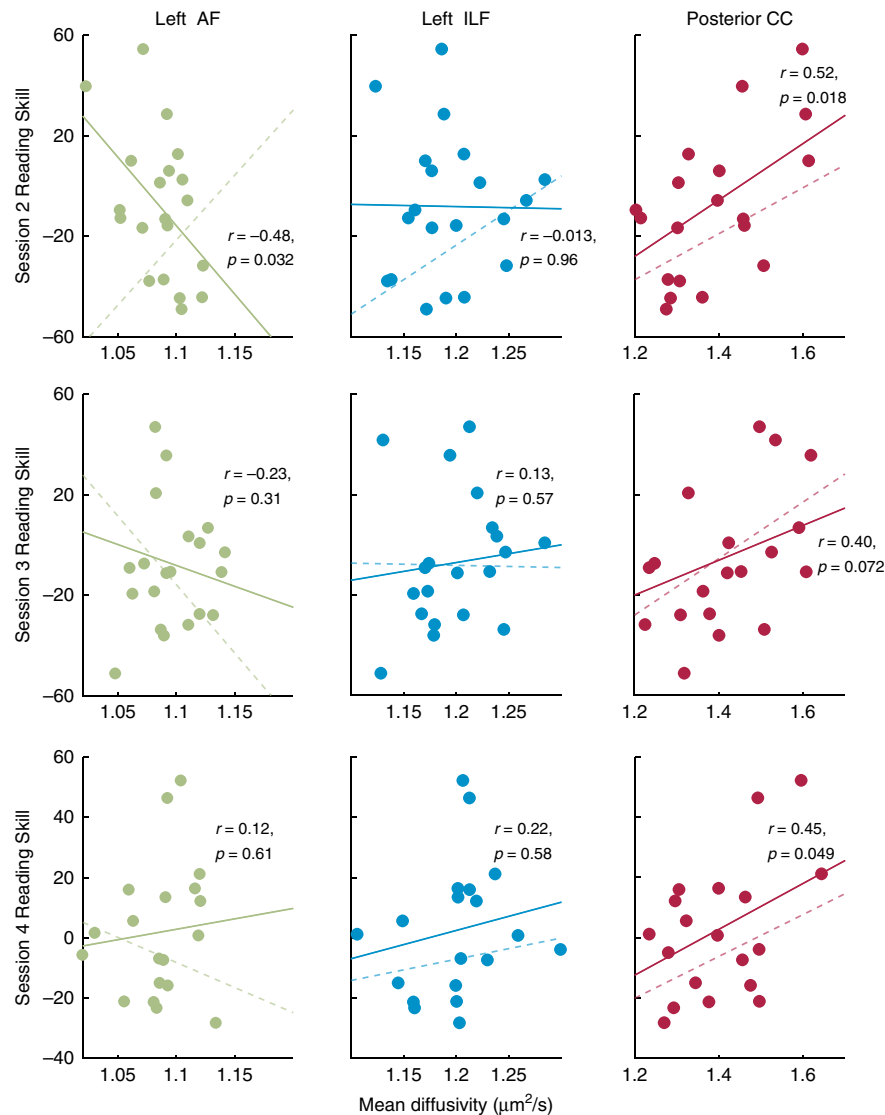 Left AF
Left ILF
Posterior CC
Session 2 Reading Skill
60
20
−20
−60
r = −0.48,
p = 0.032
1.05
1.1
1.15
r = −0.013,
p = 0.96
1.15
1.2
1.25
r = 0.52,
p = 0.018
1.2
1.4
1.6
Session 3 Reading Skill
60
20
−20
−60
r = −0.23,
p = 0.31
1.05
1.1
1.15
r = 0.13,
p = 0.57
1.15
1.2
1.25
r = 0.40,
p = 0.072
1.2
1.4
1.6
Session 4 Reading Skill
60
40
20
0
−20
−40
r = 0.12,
p = 0.61
1.05
1.1
1.15
r = 0.22,
p = 0.58
1.15
1.2
1.25
r = 0.45,
p = 0.049
1.2
1.4
1.6
Mean diffusivity (μm²/s)